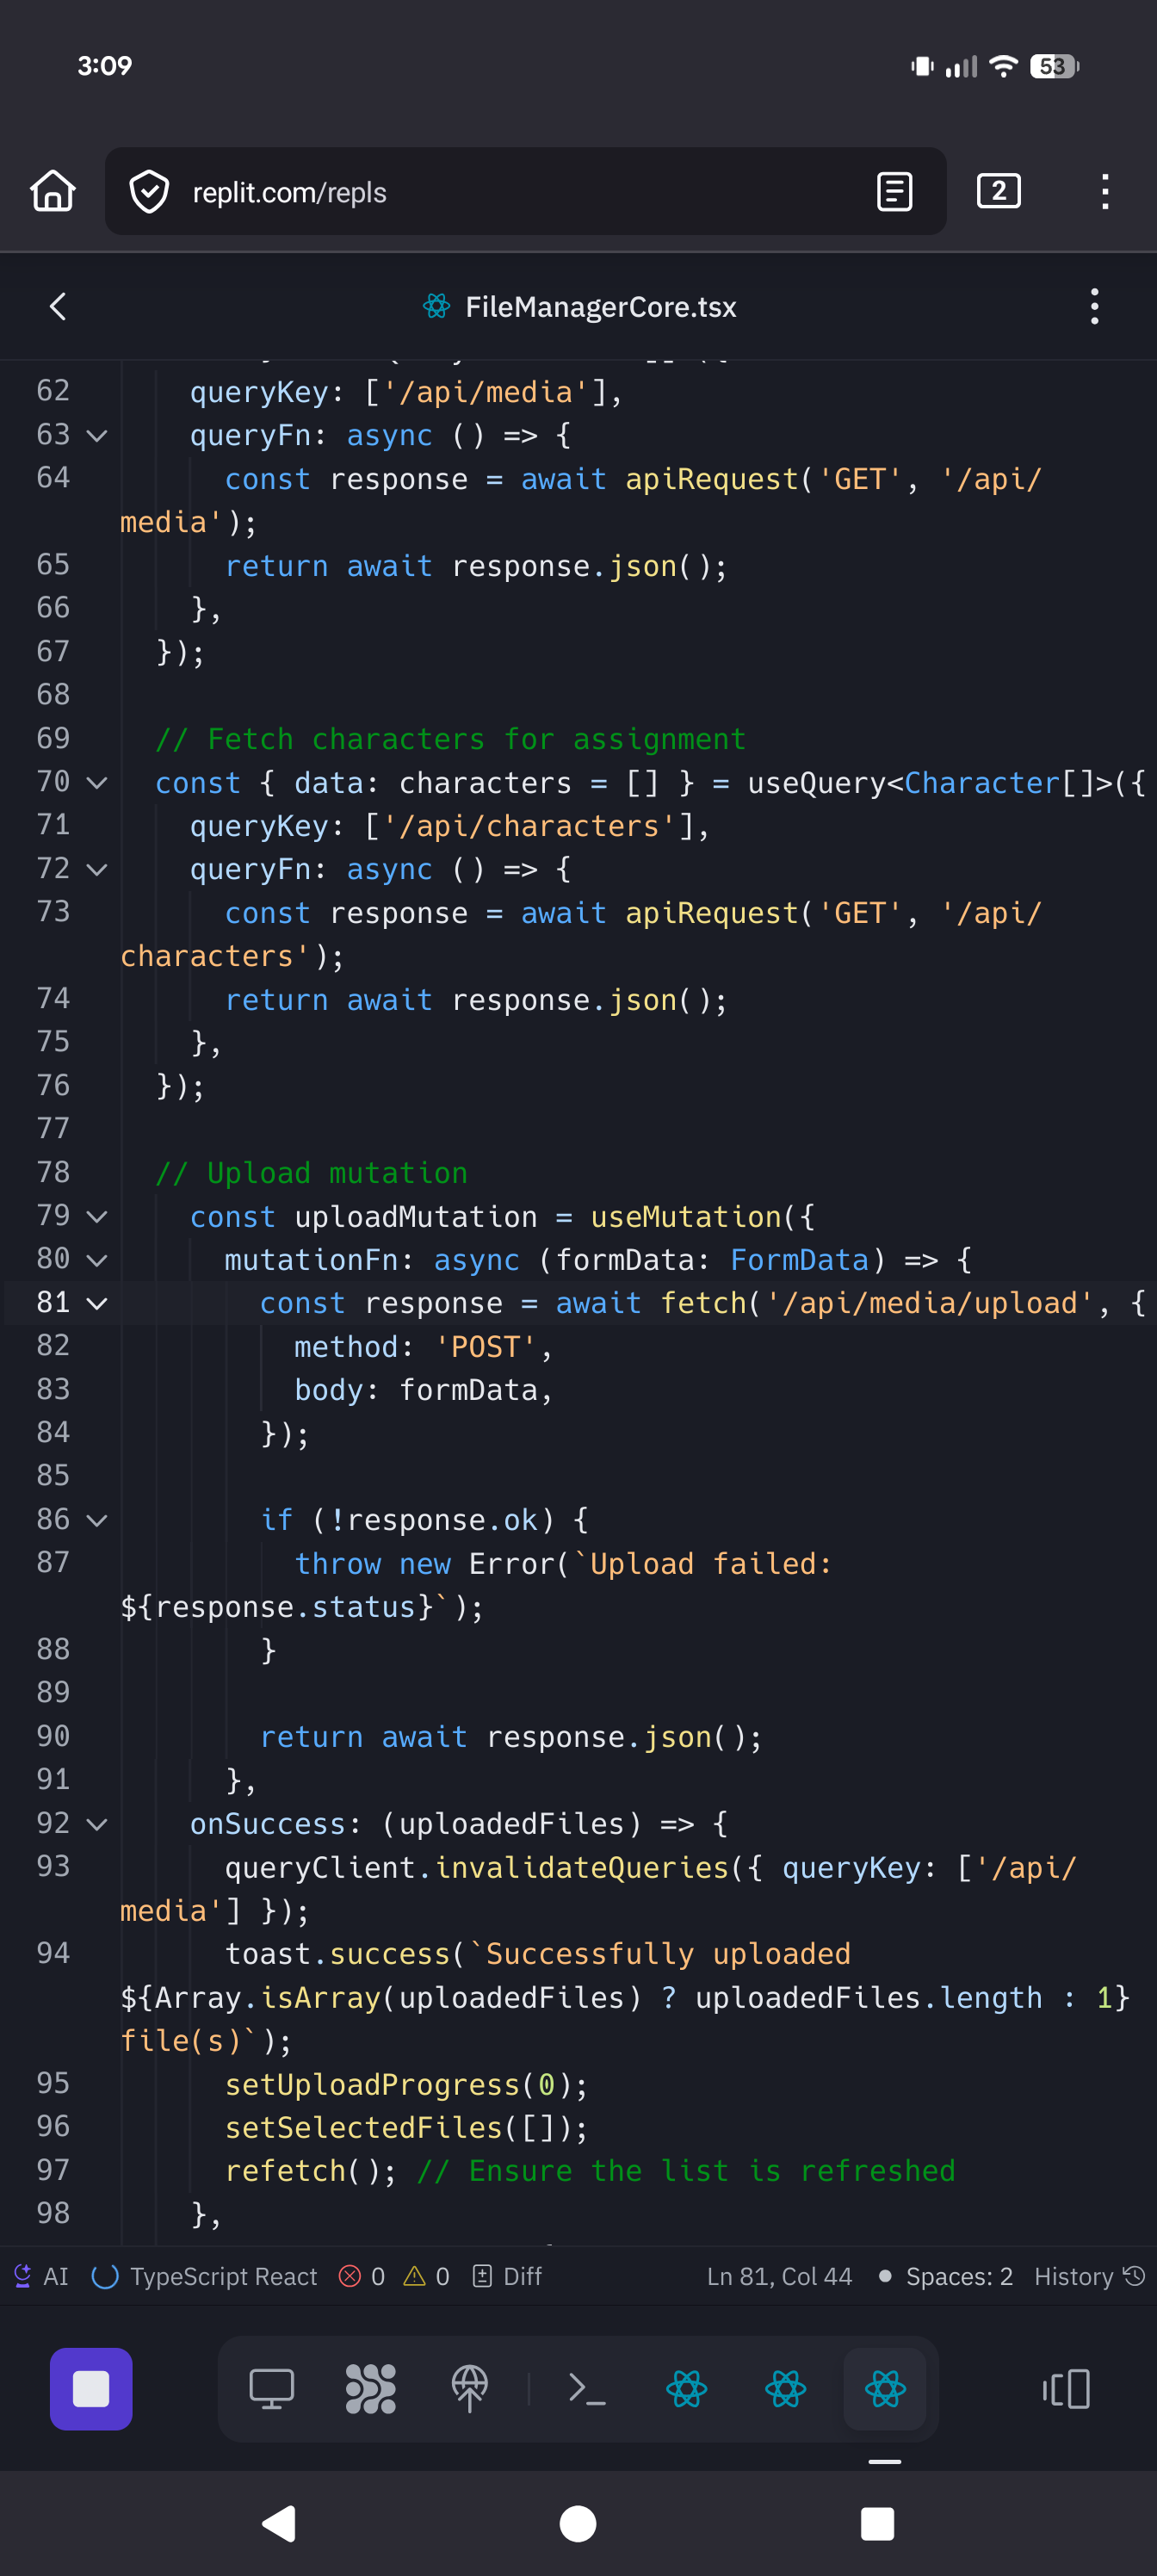 3:09
53
replit.com/repls
2
FileManagerCore.tsx
62 queryKey: ['/api/media'],
63 queryFn: async () => {
64 const response = await apiRequest('GET', '/api/
media');
65 return await response.json();
66 },
67 });
68
69 // Fetch characters for assignment
70 const { data: characters = [] } = useQuery<Character[]>({
71 queryKey: ['/api/characters'],
72 queryFn: async () => {
73 const response = await apiRequest('GET', '/api/
characters');
74 return await response.json();
75 },
76 });
77
78 // Upload mutation
79 const uploadMutation = useMutation({
80 mutationFn: async (formData: FormData) => {
81 const response = await fetch('/api/media/upload', {
82 method: 'POST',
83 body: formData,
84 });
85
86 if (!response.ok) {
87 throw new Error(`Upload failed:
${response.status}`);
88 }
89
90 return await response.json();
91 },
92 onSuccess: (uploadedFiles) => {
93 queryClient.invalidateQueries({ queryKey: ['/api/
media'] });
94 toast.success(`Successfully uploaded
${Array.isArray(uploadedFiles) ? uploadedFiles.length : 1}
file(s)`);
95 setUploadProgress(0);
96 setSelectedFiles([]);
97 refetch(); // Ensure the list is refreshed
98 },
AI TypeScript React 0 0 Diff Ln 81, Col 44 Spaces: 2 History